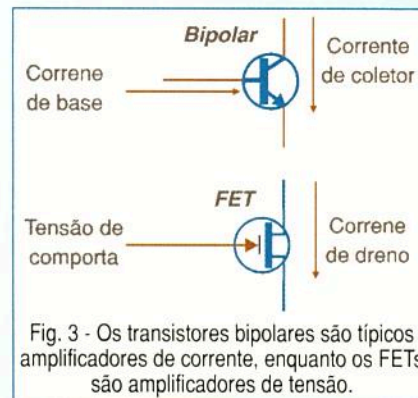 Bipolar
Correne
de base
Corrente
de coletor
FET
Tensão de
comporta
Correne
de dreno
Fig. 3 - Os transistores bipolares são típicos
amplificadores de corrente, enquanto os FETs
são amplificadores de tensão.